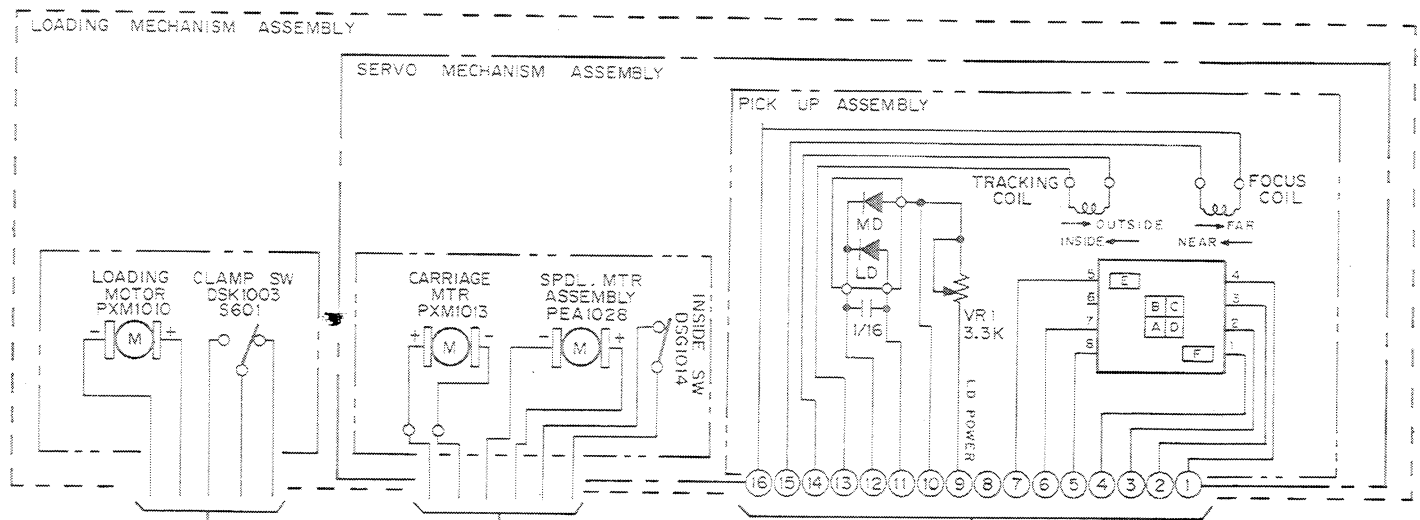 LOADING MECHANISM ASSEMBLY
SERVO MECHANISM ASSEMBLY
PICK UP ASSEMBLY
TRACKING COIL
FOCUS COIL
OUTSIDE
INSIDE
FAR
NEAR
MD
LD
1/16
VR1
3.3K
LD POWER
LOADING
MOTOR
PXM1010
- M +
CLAMP SW
DSK1003
S601
CARRIAGE
MTR
PXM1013
+ M -
SPDL. MTR
ASSEMBLY
PEA1028
- M +
INSIDE SW
DSG1014
5 E 4
6 B C 3
7 A D 2
8 F 1
16 15 14 13 12 11 10 9 8 7 6 5 4 3 2 1